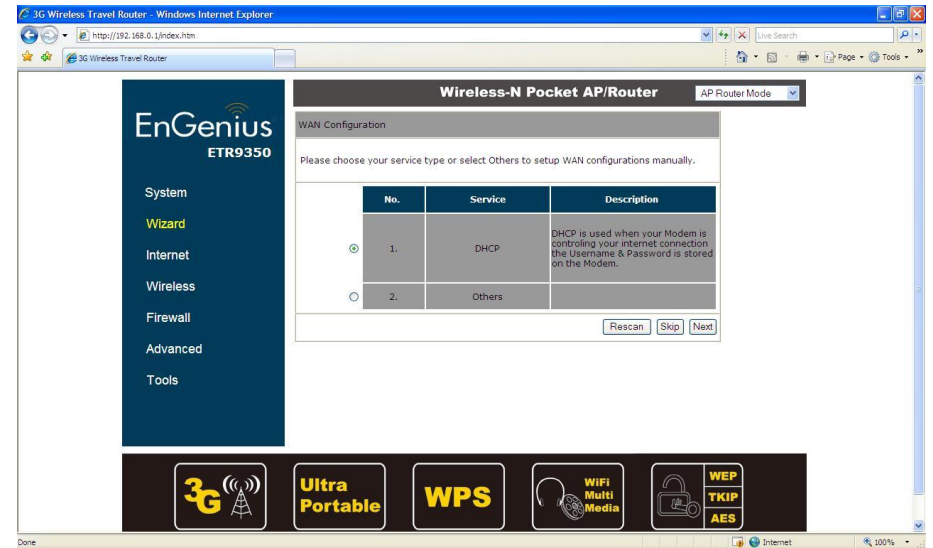 3G Wireless Travel Router - Windows Internet Explorer
http://192.168.0.1/index.htm
Live Search
3G Wireless Travel Router
Page
Tools
»
Wireless-N Pocket AP/Router
AP Router Mode
EnGenius
ETR9350
System
Wizard
Internet
Wireless
Firewall
Advanced
Tools
WAN Configuration
Please choose your service type or select Others to setup WAN configurations manually.
No. Service Description
1. DHCP
DHCP is used when your Modem is
controling your internet connection
the Username & Password is stored
on the Modem.
2. Others
Rescan Skip Next
3G
Ultra
Portable
WPS
WiFi
Multi
Media
WEP
TKIP
AES
Done
Internet
100%